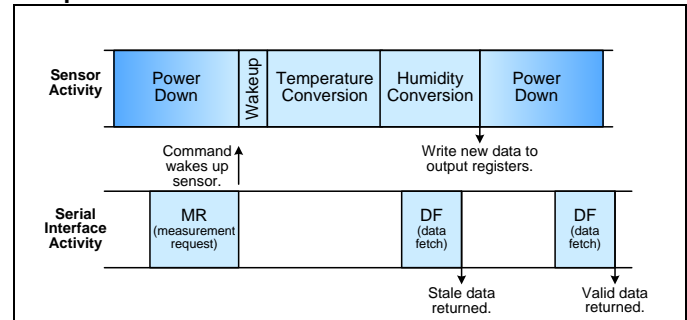 Sensor
Activity
Power
Down
Wakeup
Temperature
Conversion
Humidity
Conversion
Power
Down
Command
wakes up
sensor.
Write new data to
output registers.
Serial
Interface
Activity
MR
(measurement
request)
DF
(data
fetch)
DF
(data
fetch)
Stale data
returned.
Valid data
returned.